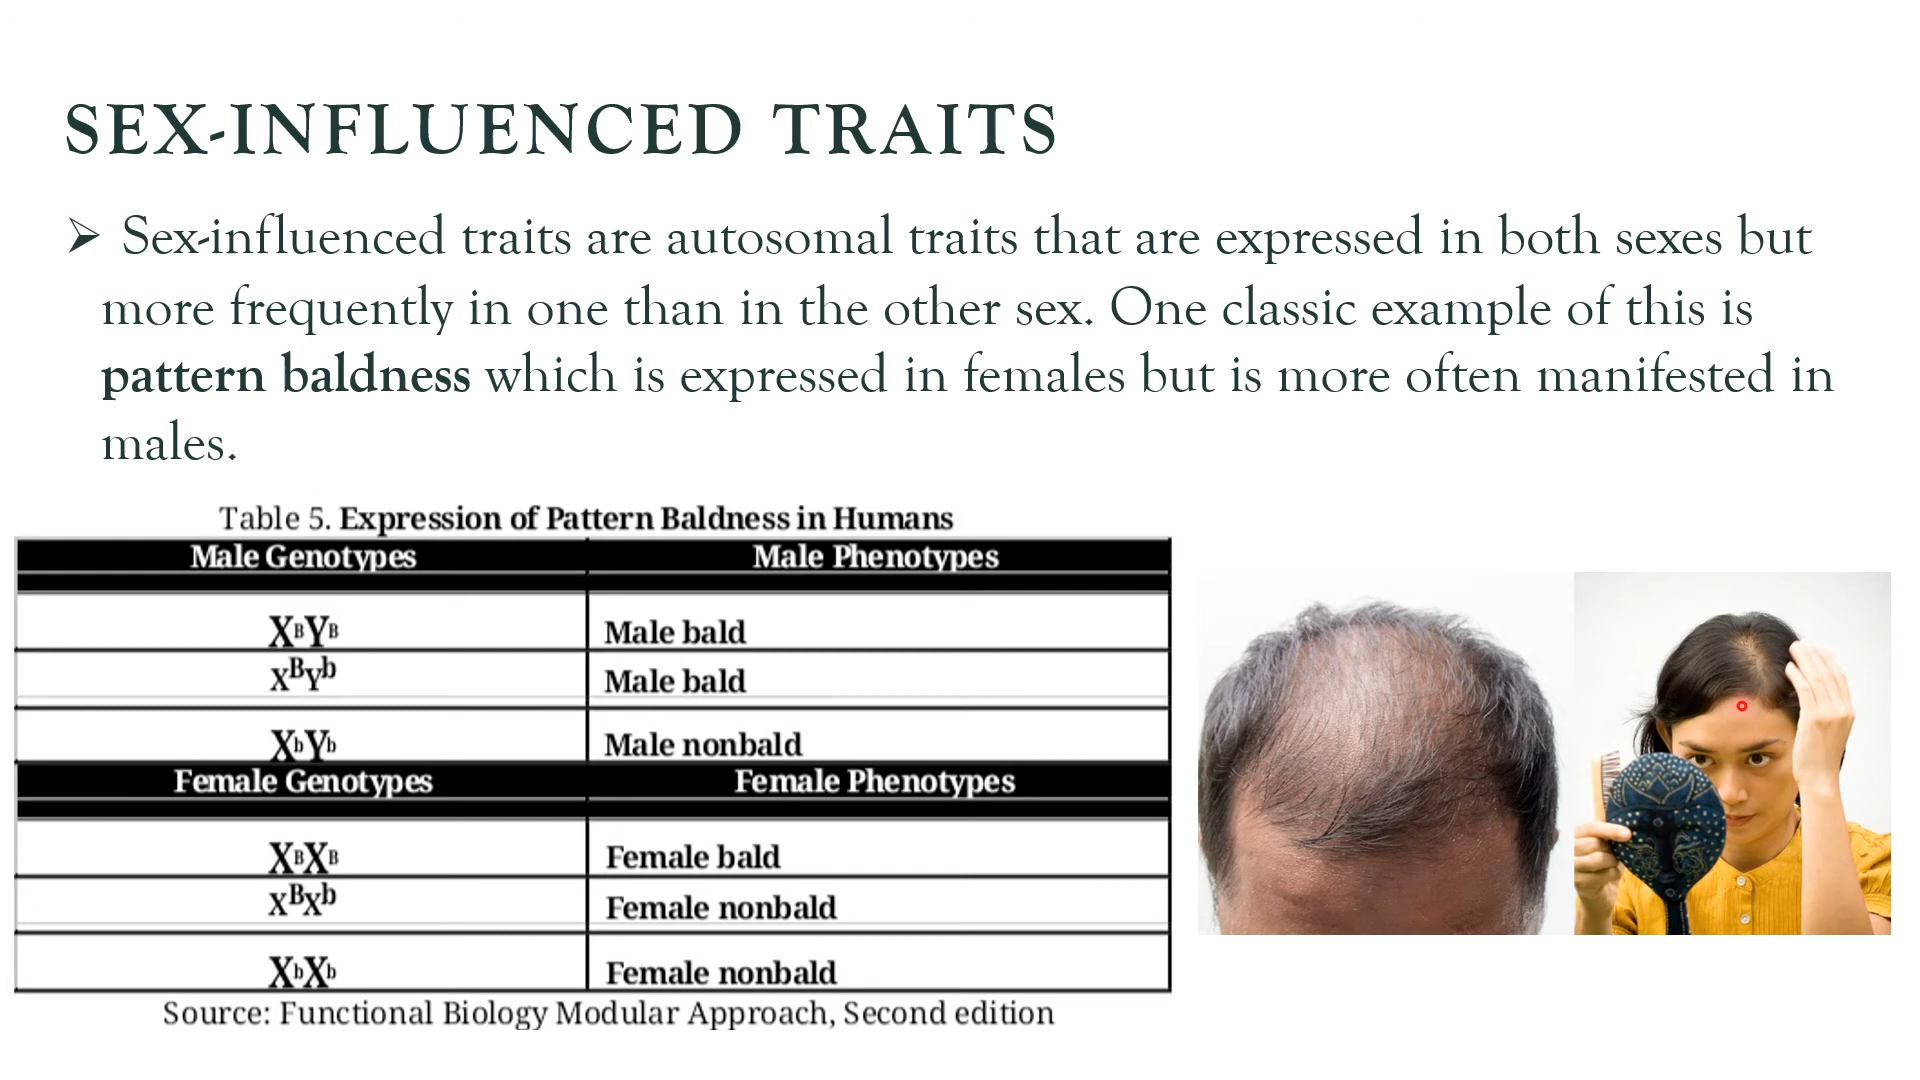 SEX-INFLUENCED TRAITS
➢ Sex-influenced traits are autosomal traits that are expressed in both sexes but
more frequently in one than in the other sex. One classic example of this is
pattern baldness which is expressed in females but is more often manifested in
males.
Table 5. Expression of Pattern Baldness in Humans
Male Genotypes Male Phenotypes
XᴮYᴮ Male bald
XᴮYᵇ Male bald
XᵇYᵇ Male nonbald
Female Genotypes Female Phenotypes
XᴮXᴮ Female bald
XᴮXᵇ Female nonbald
XᵇXᵇ Female nonbald
Source: Functional Biology Modular Approach, Second edition